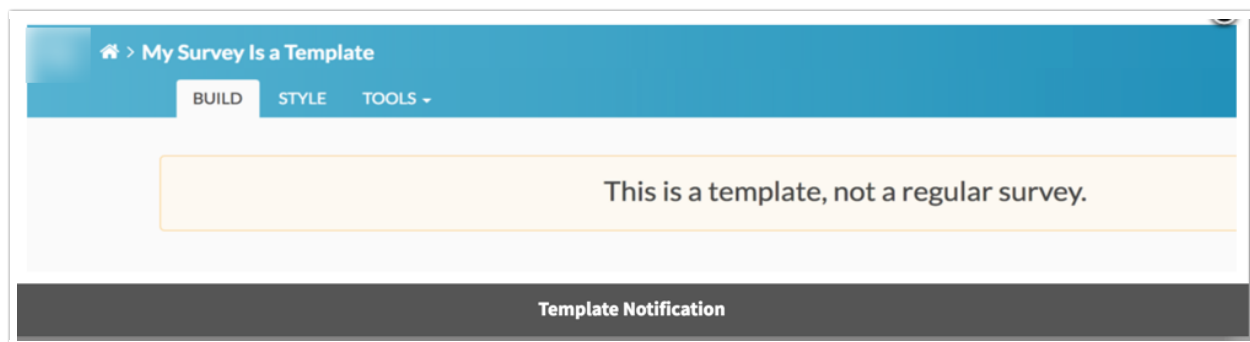 > My Survey Is a Template
BUILD STYLE TOOLS
This is a template, not a regular survey.
Template Notification